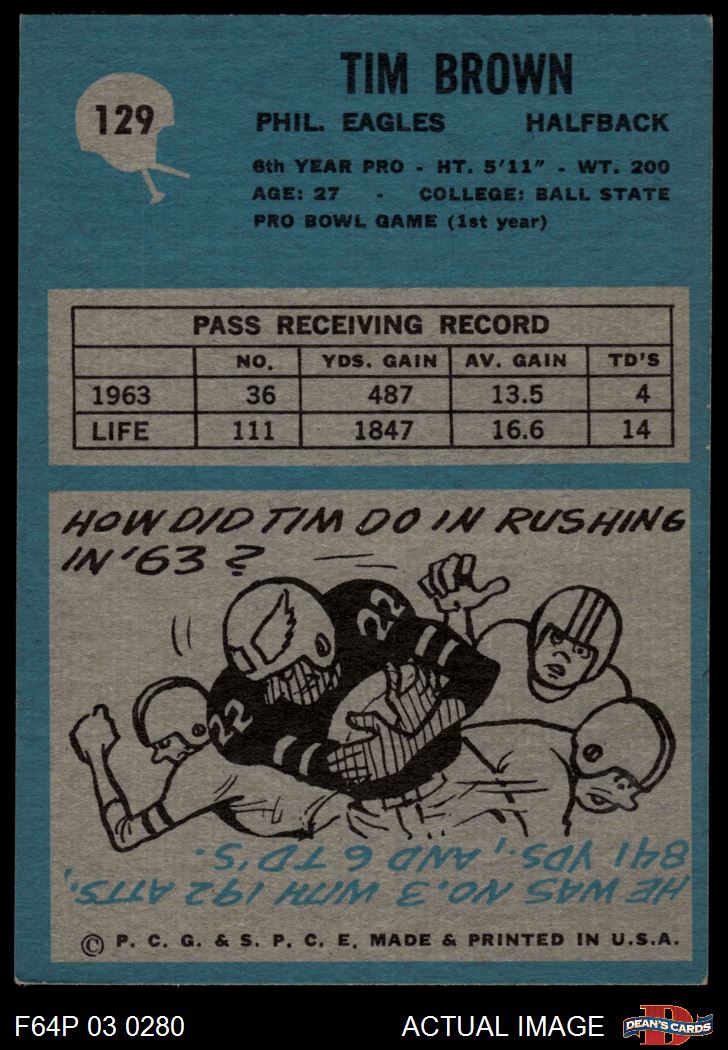 129
TIM BROWN
PHIL. EAGLES HALFBACK
6th YEAR PRO - HT. 5'11" - WT. 200
AGE: 27 - COLLEGE: BALL STATE
PRO BOWL GAME (1st year)
PASS RECEIVING RECORD
NO. YDS. GAIN AV. GAIN TD'S
1963 36 487 13.5 4
LIFE 111 1847 16.6 14
HOW DID TIM DO IN RUSHING
IN '63 ?
22
22
HE WAS NO. 3 WITH 192 ATTS.,
841 YDS., AND 6 TD'S.
© P. C. G. & S. P. C. E. MADE & PRINTED IN U.S.A.
F64P 03 0280 ACTUAL IMAGE
D
DEAN'S CARDS